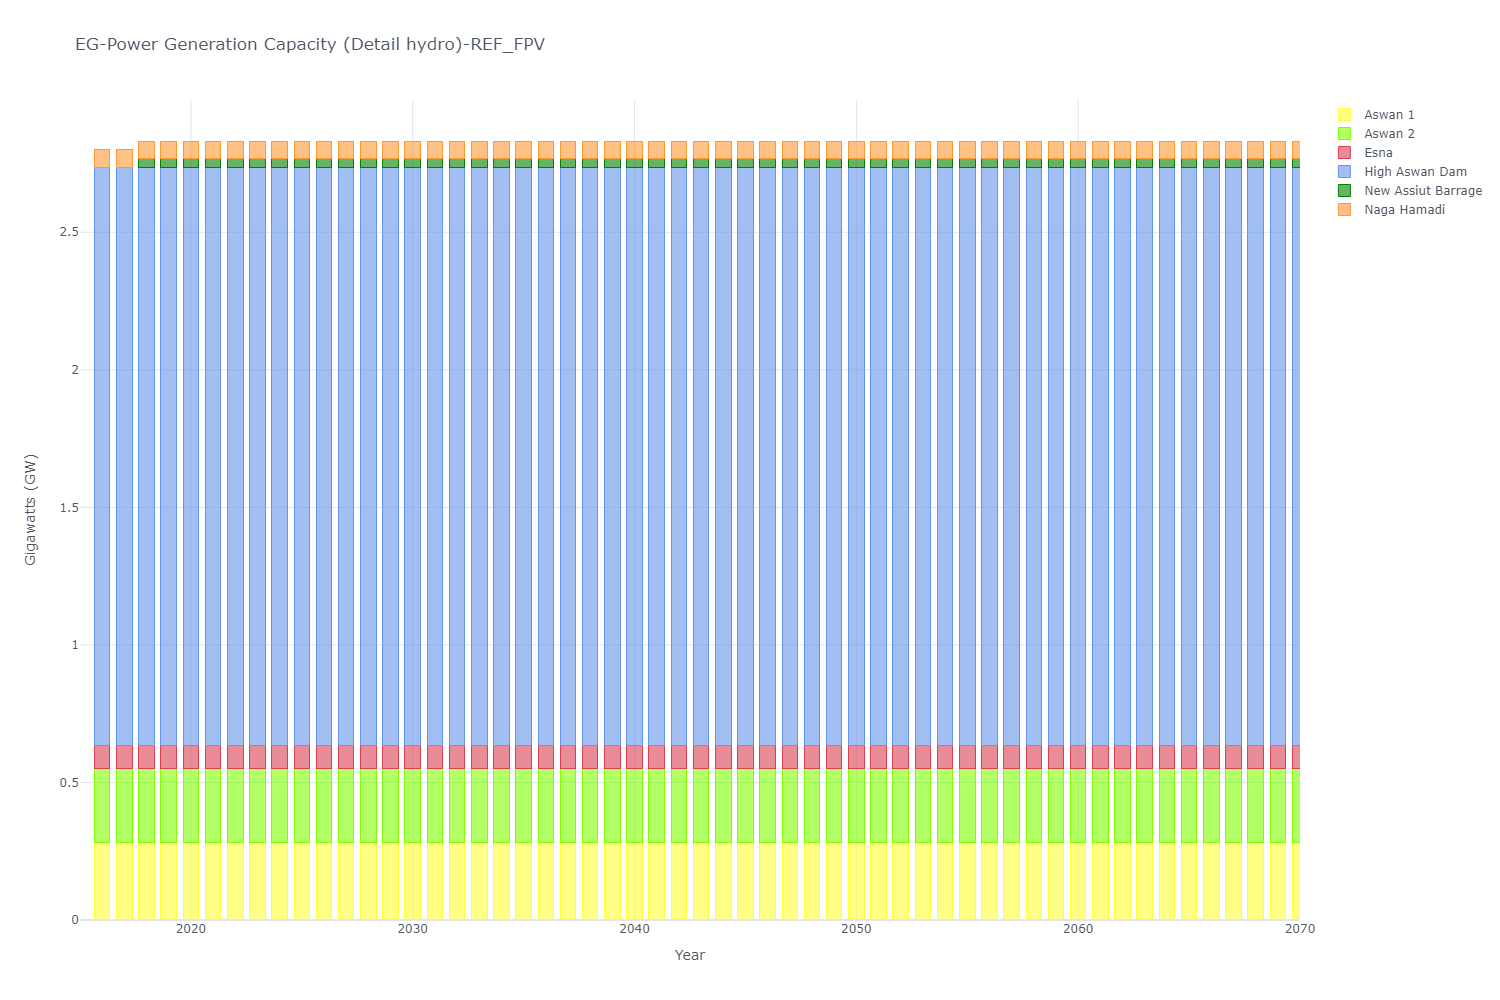 EG-Power Generation Capacity (Detail hydro)-REF_FPV
Aswan 1
Aswan 2
Esna
High Aswan Dam
New Assiut Barrage
Naga Hamadi
2.5
2
1.5
1
0.5
0
Gigawatts (GW)
2020
2030
2040
2050
2060
2070
Year